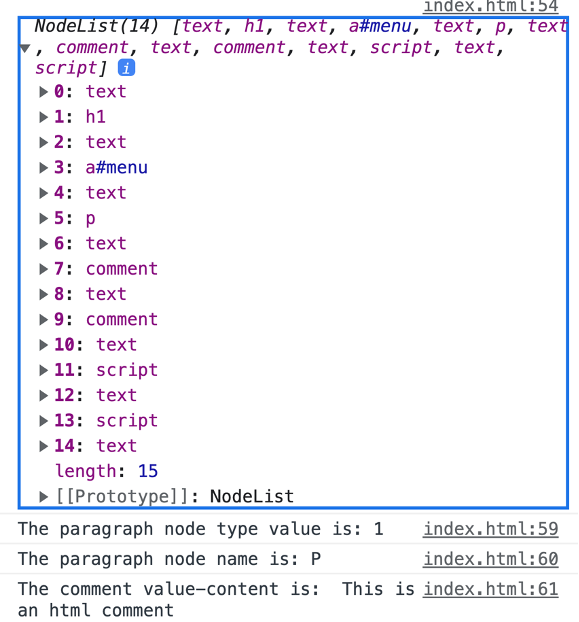 index.html:54
NodeList(14) [text, h1, text, a#menu, text, p, text
, comment, text, comment, text, script, text,
script] i
0: text
1: h1
2: text
3: a#menu
4: text
5: p
6: text
7: comment
8: text
9: comment
10: text
11: script
12: text
13: script
14: text
length: 15
[[Prototype]]: NodeList
The paragraph node type value is: 1 index.html:59
The paragraph node name is: P index.html:60
The comment value-content is:  This is index.html:61
an html comment